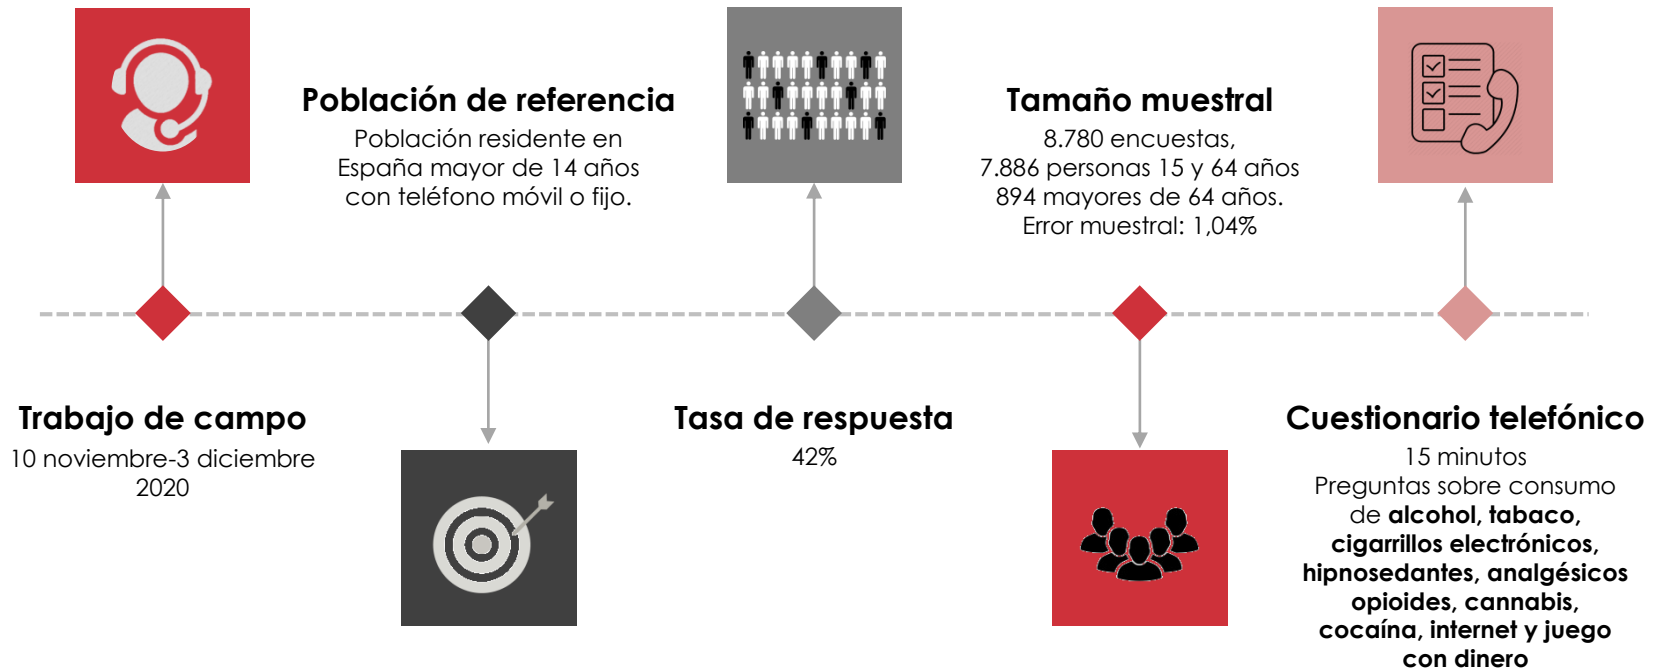 Población de referencia
Población residente en
España mayor de 14 años
con teléfono móvil o fijo.
Tamaño muestral
8.780 encuestas,
7.886 personas 15 y 64 años
894 mayores de 64 años.
Error muestral: 1,04%
Trabajo de campo
10 noviembre-3 diciembre
2020
Tasa de respuesta
42%
Cuestionario telefónico
15 minutos
Preguntas sobre consumo
de alcohol, tabaco,
cigarrillos electrónicos,
hipnosedantes, analgésicos
opioides, cannabis,
cocaína, internet y juego
con dinero